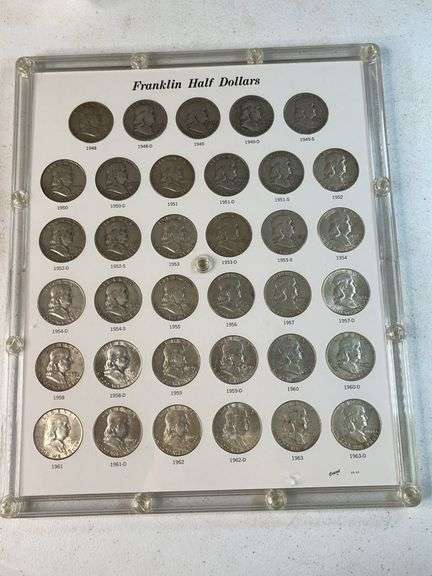 Franklin Half Dollars
1948 1948-D 1949 1949-D 1949-S
1950 1950-D 1951 1951-D 1951-S 1952
1952-D 1952-S 1953 1953-D 1953-S 1954
1954-D 1954-S 1955 1956 1957 1957-D
1958 1958-D 1959 1959-D 1960 1960-D
1961 1961-D 1962 1962-D 1963 1963-D